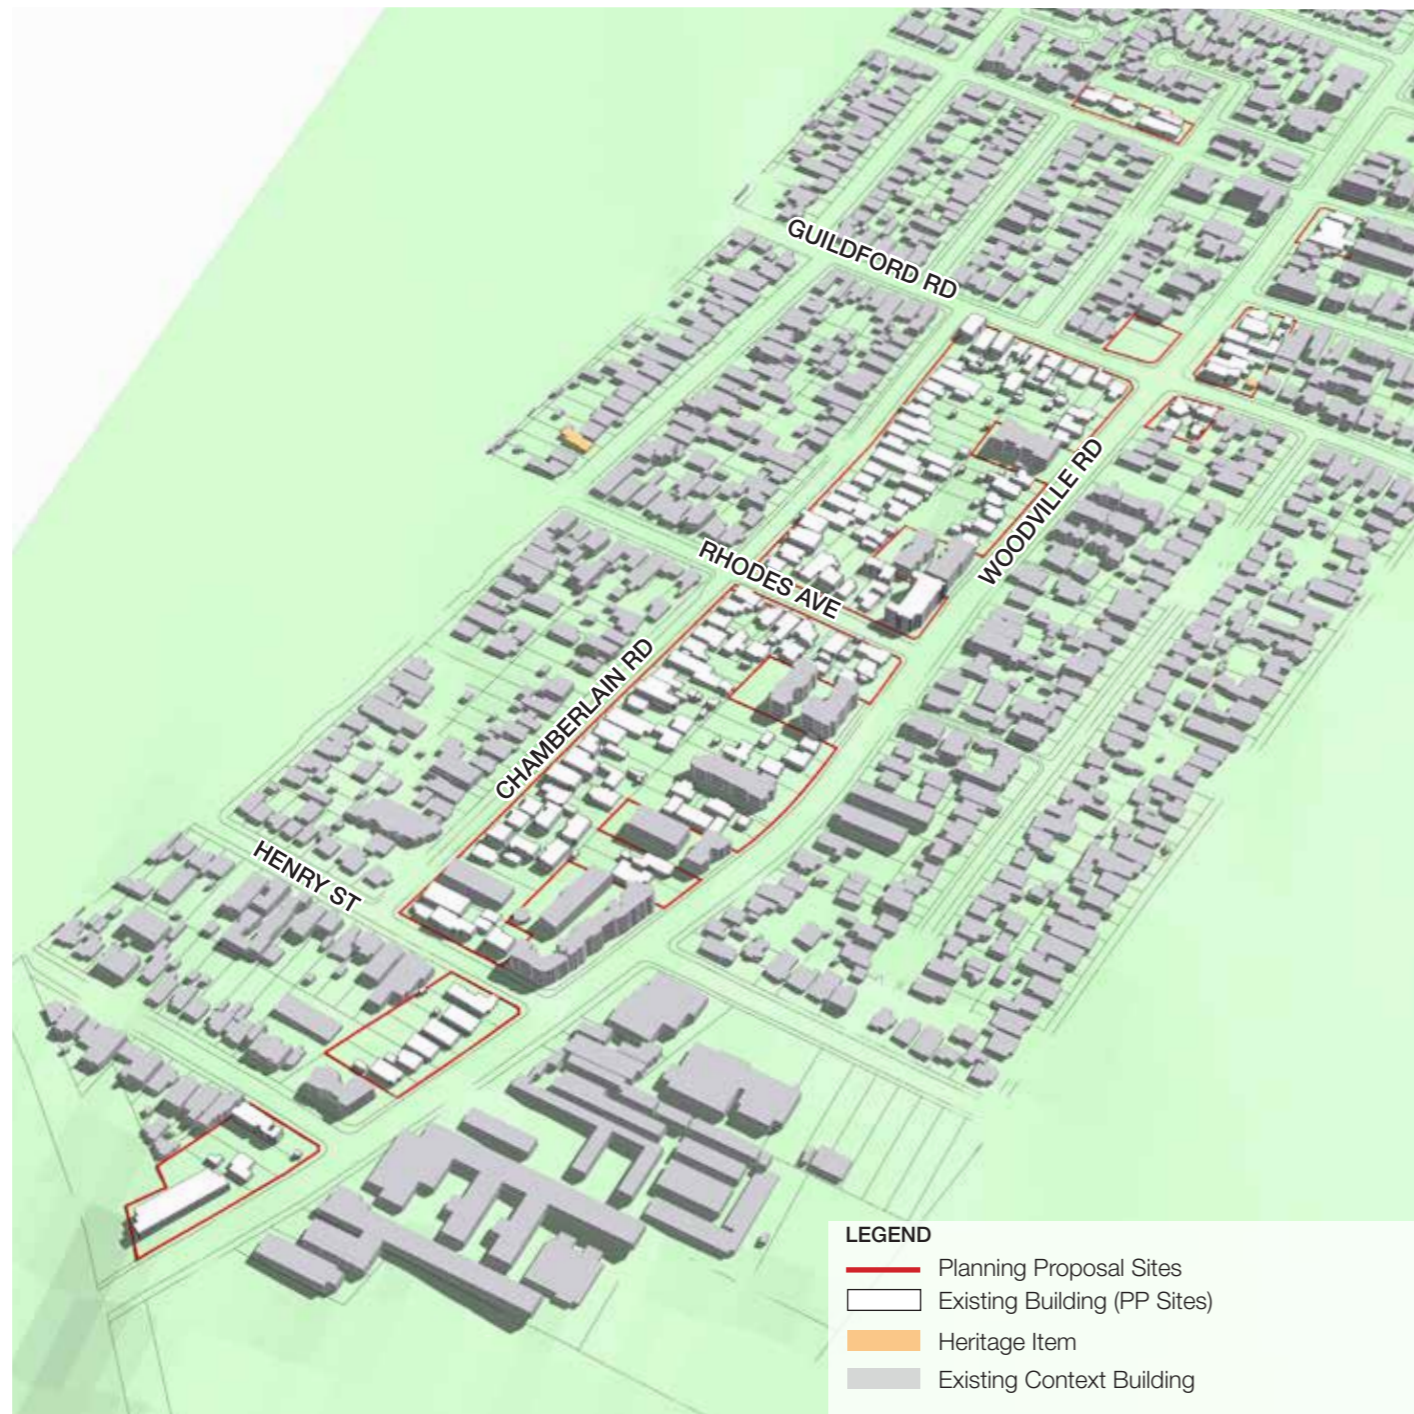 GUILDFORD RD
WOODVILLE RD
RHODES AVE
CHAMBERLAIN RD
HENRY ST
LEGEND
Planning Proposal Sites
Existing Building (PP Sites)
Heritage Item
Existing Context Building